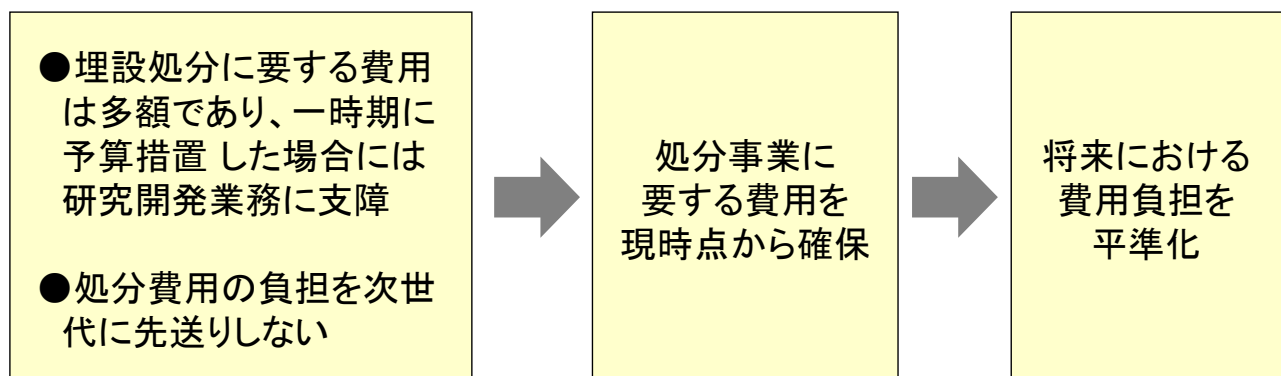 ●埋設処分に要する費用
は多額であり、一時期に
予算措置 した場合には
研究開発業務に支障
●処分費用の負担を次世
代に先送りしない
処分事業に
要する費用を
現時点から確保
将来における
費用負担を
平準化